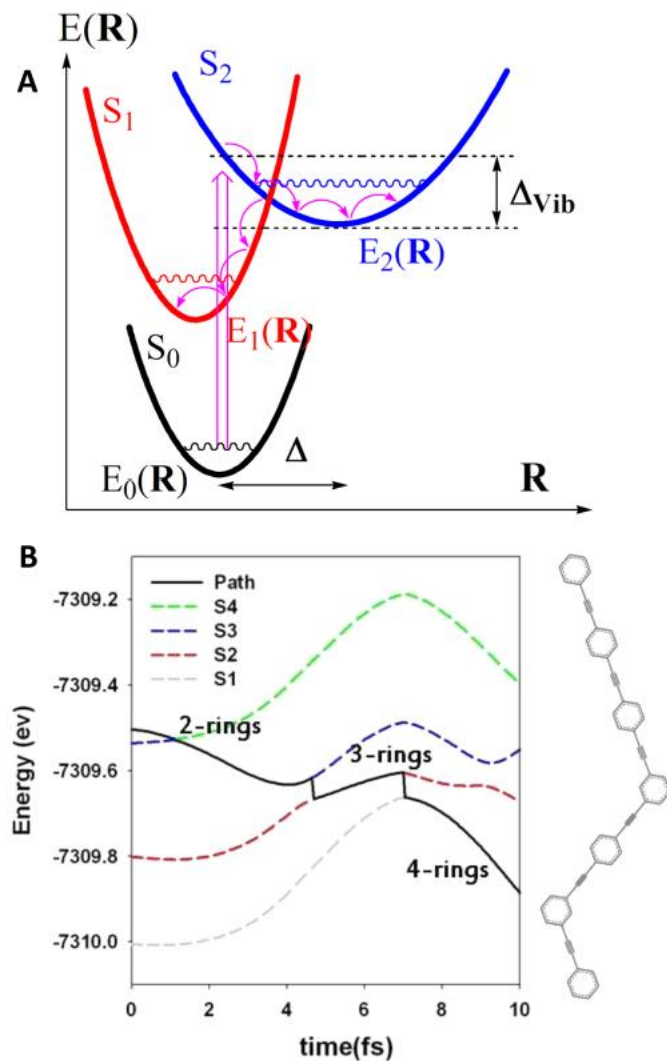 A
E(R)
S₁
S₂
Δ_Vib
E₂(R)
E₁(R)
S₀
E₀(R)
Δ
R
B
Path
S4
S3
S2
S1
2-rings
3-rings
4-rings
-7309.2
-7309.4
-7309.6
-7309.8
-7310.0
Energy (ev)
0 2 4 6 8 10
time(fs)